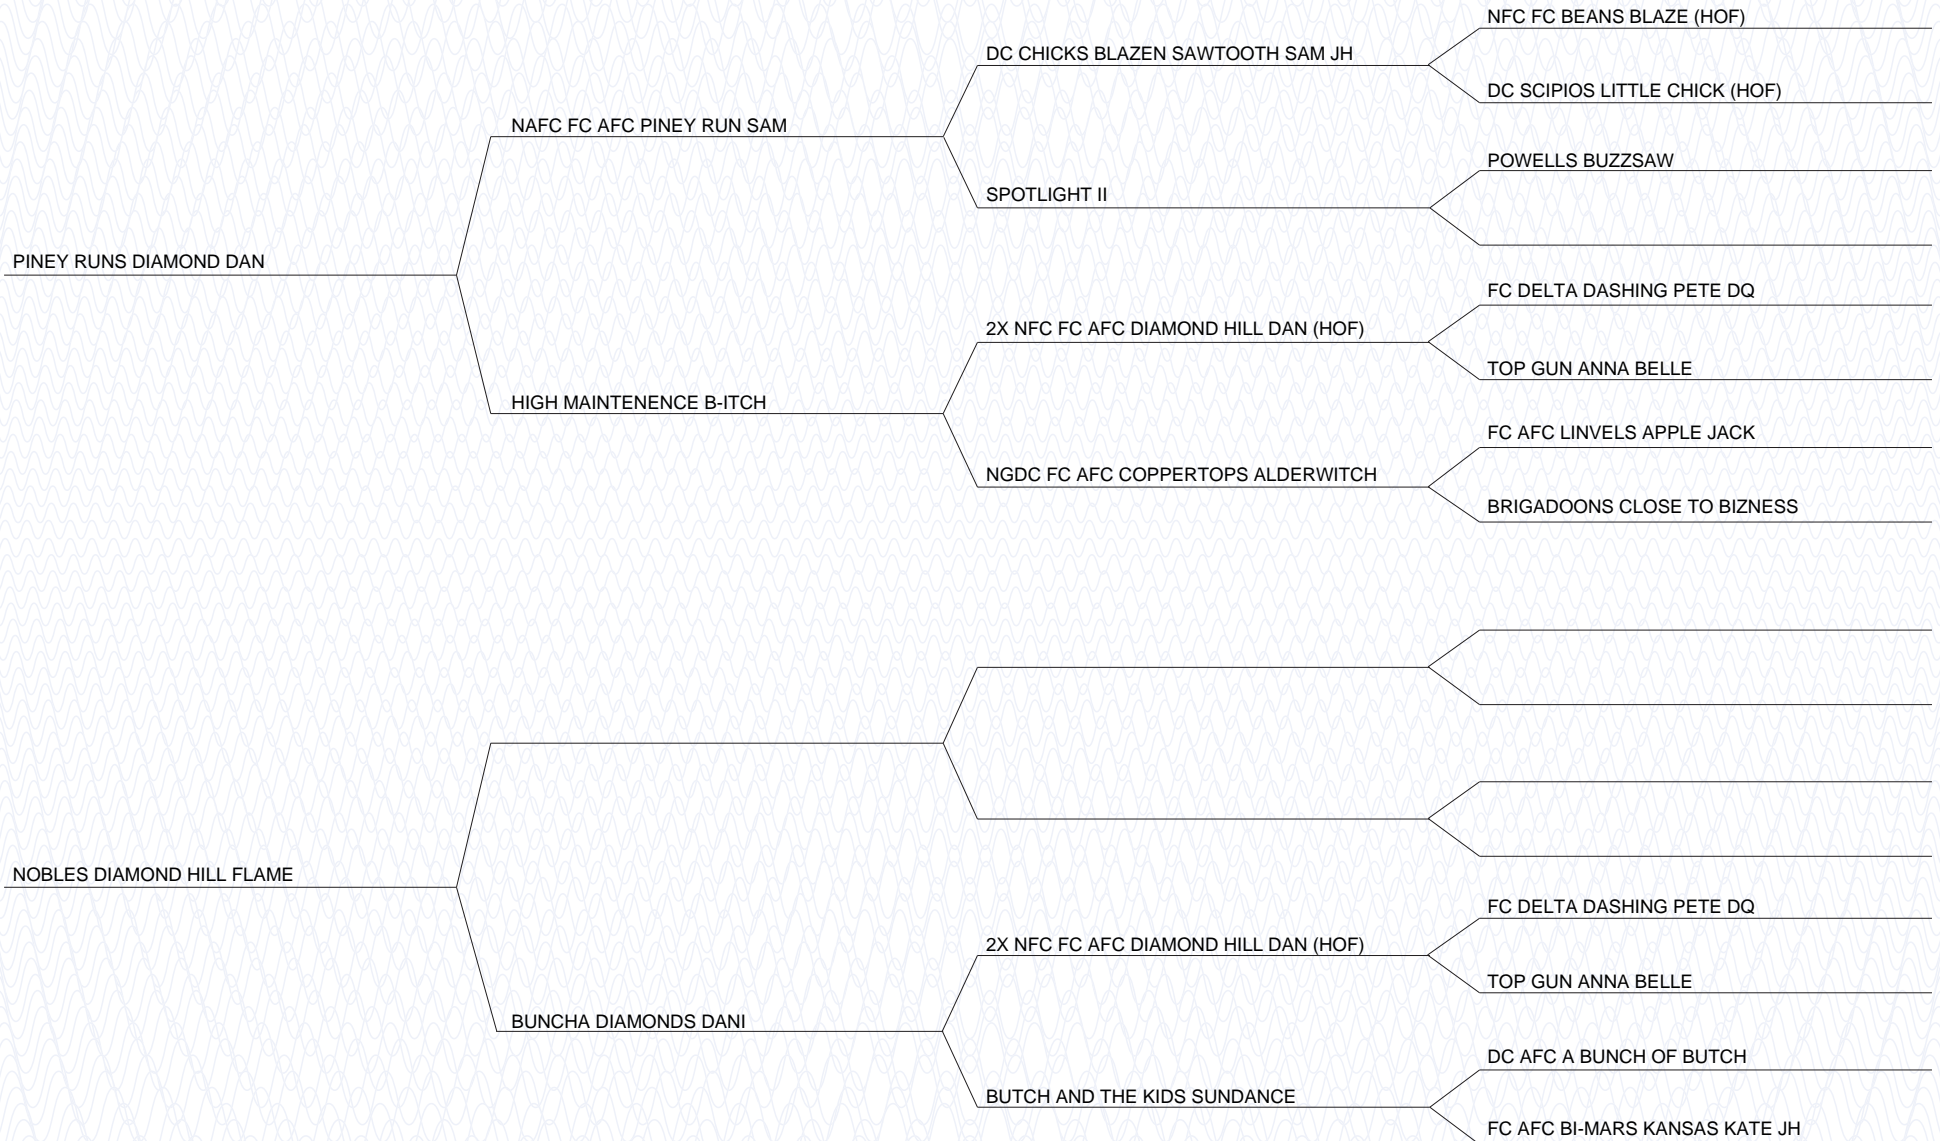 NFC FC BEANS BLAZE (HOF)
DC CHICKS BLAZEN SAWTOOTH SAM JH
DC SCIPIOS LITTLE CHICK (HOF)
NAFC FC AFC PINEY RUN SAM
POWELLS BUZZSAW
SPOTLIGHT II
PINEY RUNS DIAMOND DAN
FC DELTA DASHING PETE DQ
2X NFC FC AFC DIAMOND HILL DAN (HOF)
TOP GUN ANNA BELLE
HIGH MAINTENENCE B-ITCH
FC AFC LINVELS APPLE JACK
NGDC FC AFC COPPERTOPS ALDERWITCH
BRIGADOONS CLOSE TO BIZNESS
NOBLES DIAMOND HILL FLAME
FC DELTA DASHING PETE DQ
2X NFC FC AFC DIAMOND HILL DAN (HOF)
TOP GUN ANNA BELLE
BUNCHA DIAMONDS DANI
DC AFC A BUNCH OF BUTCH
BUTCH AND THE KIDS SUNDANCE
FC AFC BI-MARS KANSAS KATE JH